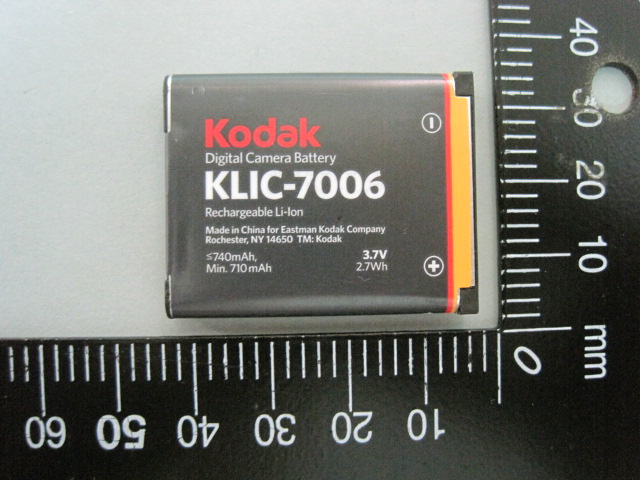 Kodak
Digital Camera Battery
KLIC-7006
Rechargeable Li-Ion
Made in China for Eastman Kodak Company
Rochester, NY 14650 TM: Kodak
≤740mAh, 3.7V
Min. 710mAh 2.7Wh
40
30
20
10
0
mm
60 50 40 30 20 10